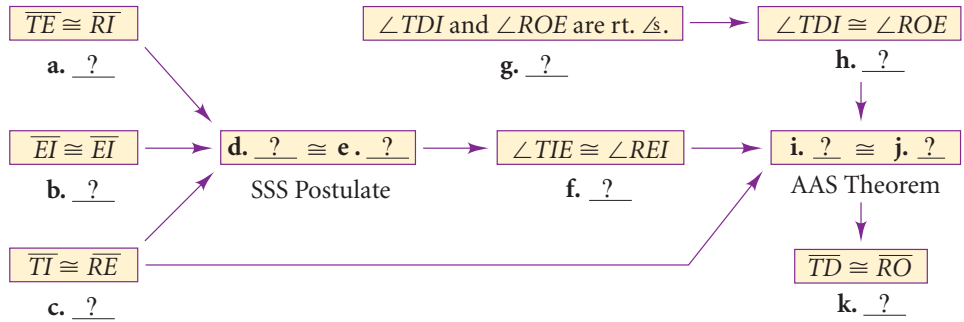 TE ≅ RI
a. ?
∠TDI and ∠ROE are rt. ∠s.
g. ?
∠TDI ≅ ∠ROE
h. ?
EI ≅ EI
b. ?
d. ? ≅ e. ?
SSS Postulate
∠TIE ≅ ∠REI
f. ?
i. ? ≅ j. ?
AAS Theorem
TI ≅ RE
c. ?
TD ≅ RO
k. ?